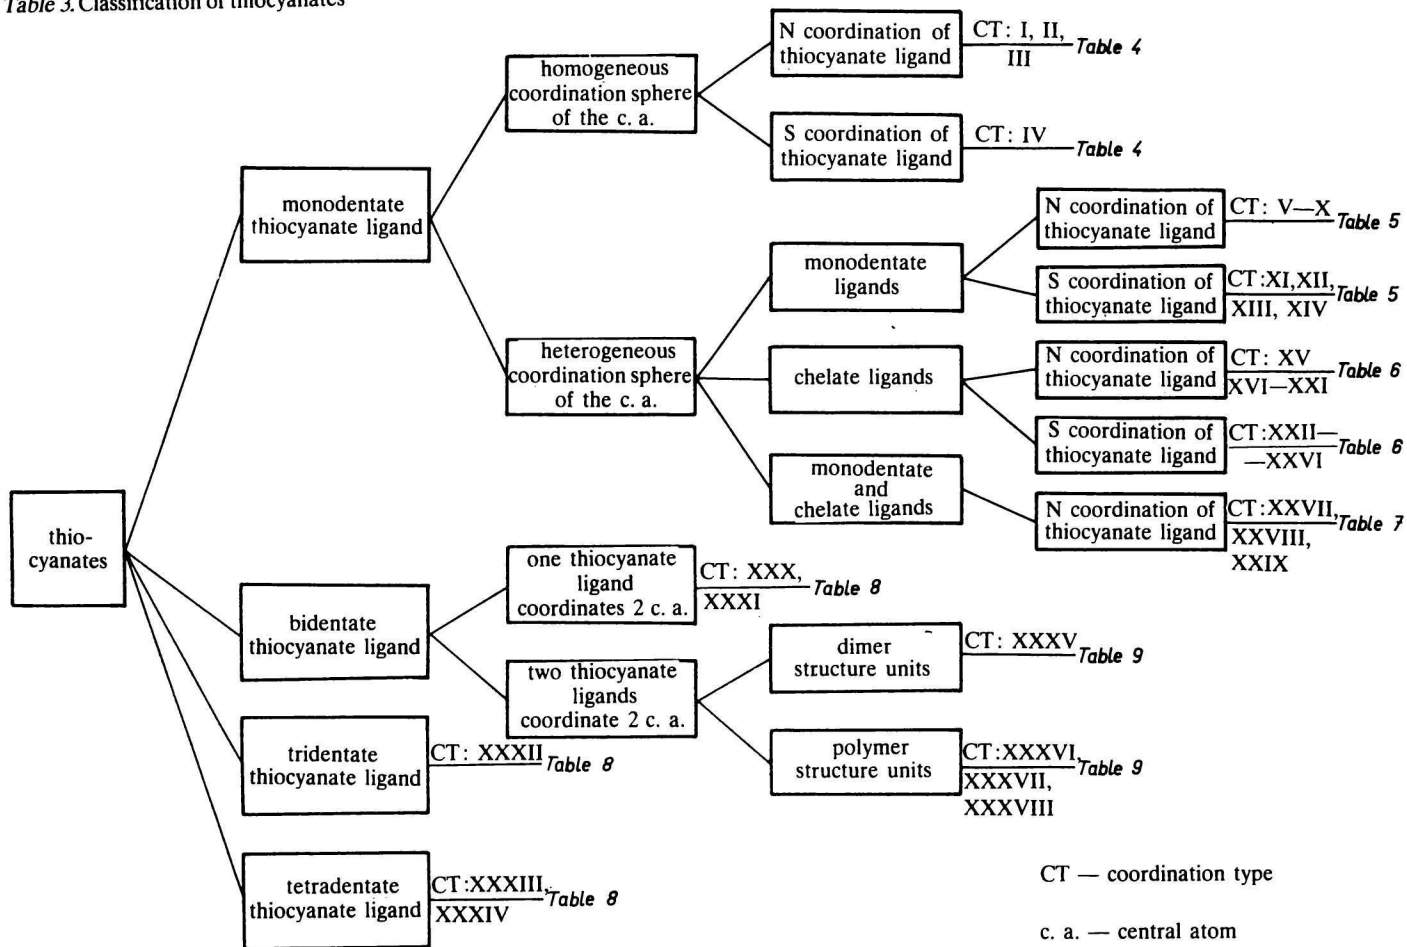 Table 3. Classification of thiocyanates
N coordination of
thiocyanate ligand
CT: I, II,
III
Table 4
homogeneous
coordination sphere
of the c. a.
S coordination of
thiocyanate ligand
CT: IV
Table 4
monodentate
thiocyanate ligand
N coordination of
thiocyanate ligand
CT: V—X
Table 5
monodentate
ligands
S coordination of
thiocyanate ligand
CT:XI,XII,
XIII, XIV
Table 5
heterogeneous
coordination sphere
of the c. a.
chelate ligands
N coordination of
thiocyanate ligand
CT: XV
XVI—XXI
Table 6
S coordination of
thiocyanate ligand
CT:XXII—
—XXVI
Table 6
monodentate
and
chelate ligands
N coordination of
thiocyanate ligand
CT:XXVII,
XXVIII,
XXIX
Table 7
thio-
cyanates
one thiocyanate
ligand
coordinates 2 c. a.
CT: XXX,
XXXI
Table 8
bidentate
thiocyanate ligand
dimer
structure units
CT: XXXV
Table 9
two thiocyanate
ligands
coordinate 2 c. a.
polymer
structure units
CT:XXXVI,
XXXVII,
XXXVIII
Table 9
tridentate
thiocyanate ligand
CT: XXXII
Table 8
tetradentate
thiocyanate ligand
CT:XXXIII,
XXXIV
Table 8
CT — coordination type
c. a. — central atom